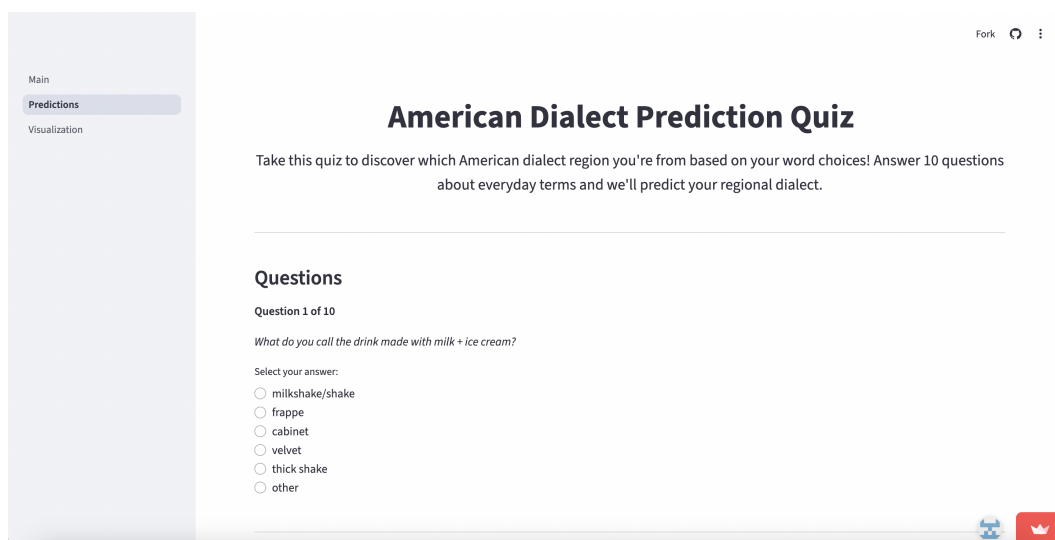 Fork
Main
Predictions
Visualization
American Dialect Prediction Quiz
Take this quiz to discover which American dialect region you're from based on your word choices! Answer 10 questions
about everyday terms and we'll predict your regional dialect.
Questions
Question 1 of 10
What do you call the drink made with milk + ice cream?
Select your answer:
milkshake/shake
frappe
cabinet
velvet
thick shake
other